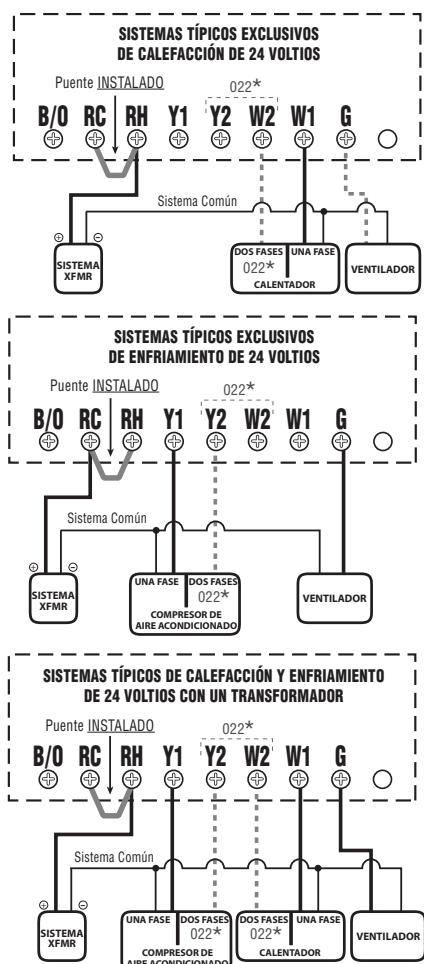 SISTEMAS TÍPICOS EXCLUSIVOS
DE CALEFACCIÓN DE 24 VOLTIOS
Puente INSTALADO
022*
B/O RC RH Y1 Y2 W2 W1 G
Sistema Común
⊕ ⊖
SISTEMA
XFMR
DOS FASES UNA FASE
022*
CALENTADOR
VENTILADOR
SISTEMAS TÍPICOS EXCLUSIVOS
DE ENFRIAMIENTO DE 24 VOLTIOS
Puente INSTALADO
022*
B/O RC RH Y1 Y2 W2 W1 G
Sistema Común
⊕ ⊖
SISTEMA
XFMR
UNA FASE DOS FASES
022*
COMPRESOR DE
AIRE ACONDICIONADO
VENTILADOR
SISTEMAS TÍPICOS DE CALEFACCIÓN Y ENFRIAMIENTO
DE 24 VOLTIOS CON UN TRANSFORMADOR
Puente INSTALADO
022*
B/O RC RH Y1 Y2 W2 W1 G
Sistema Común
⊕ ⊖
SISTEMA
XFMR
UNA FASE DOS FASES
022*
COMPRESOR DE
AIRE ACONDICIONADO
DOS FASES UNA FASE
022*
CALENTADOR
VENTILADOR